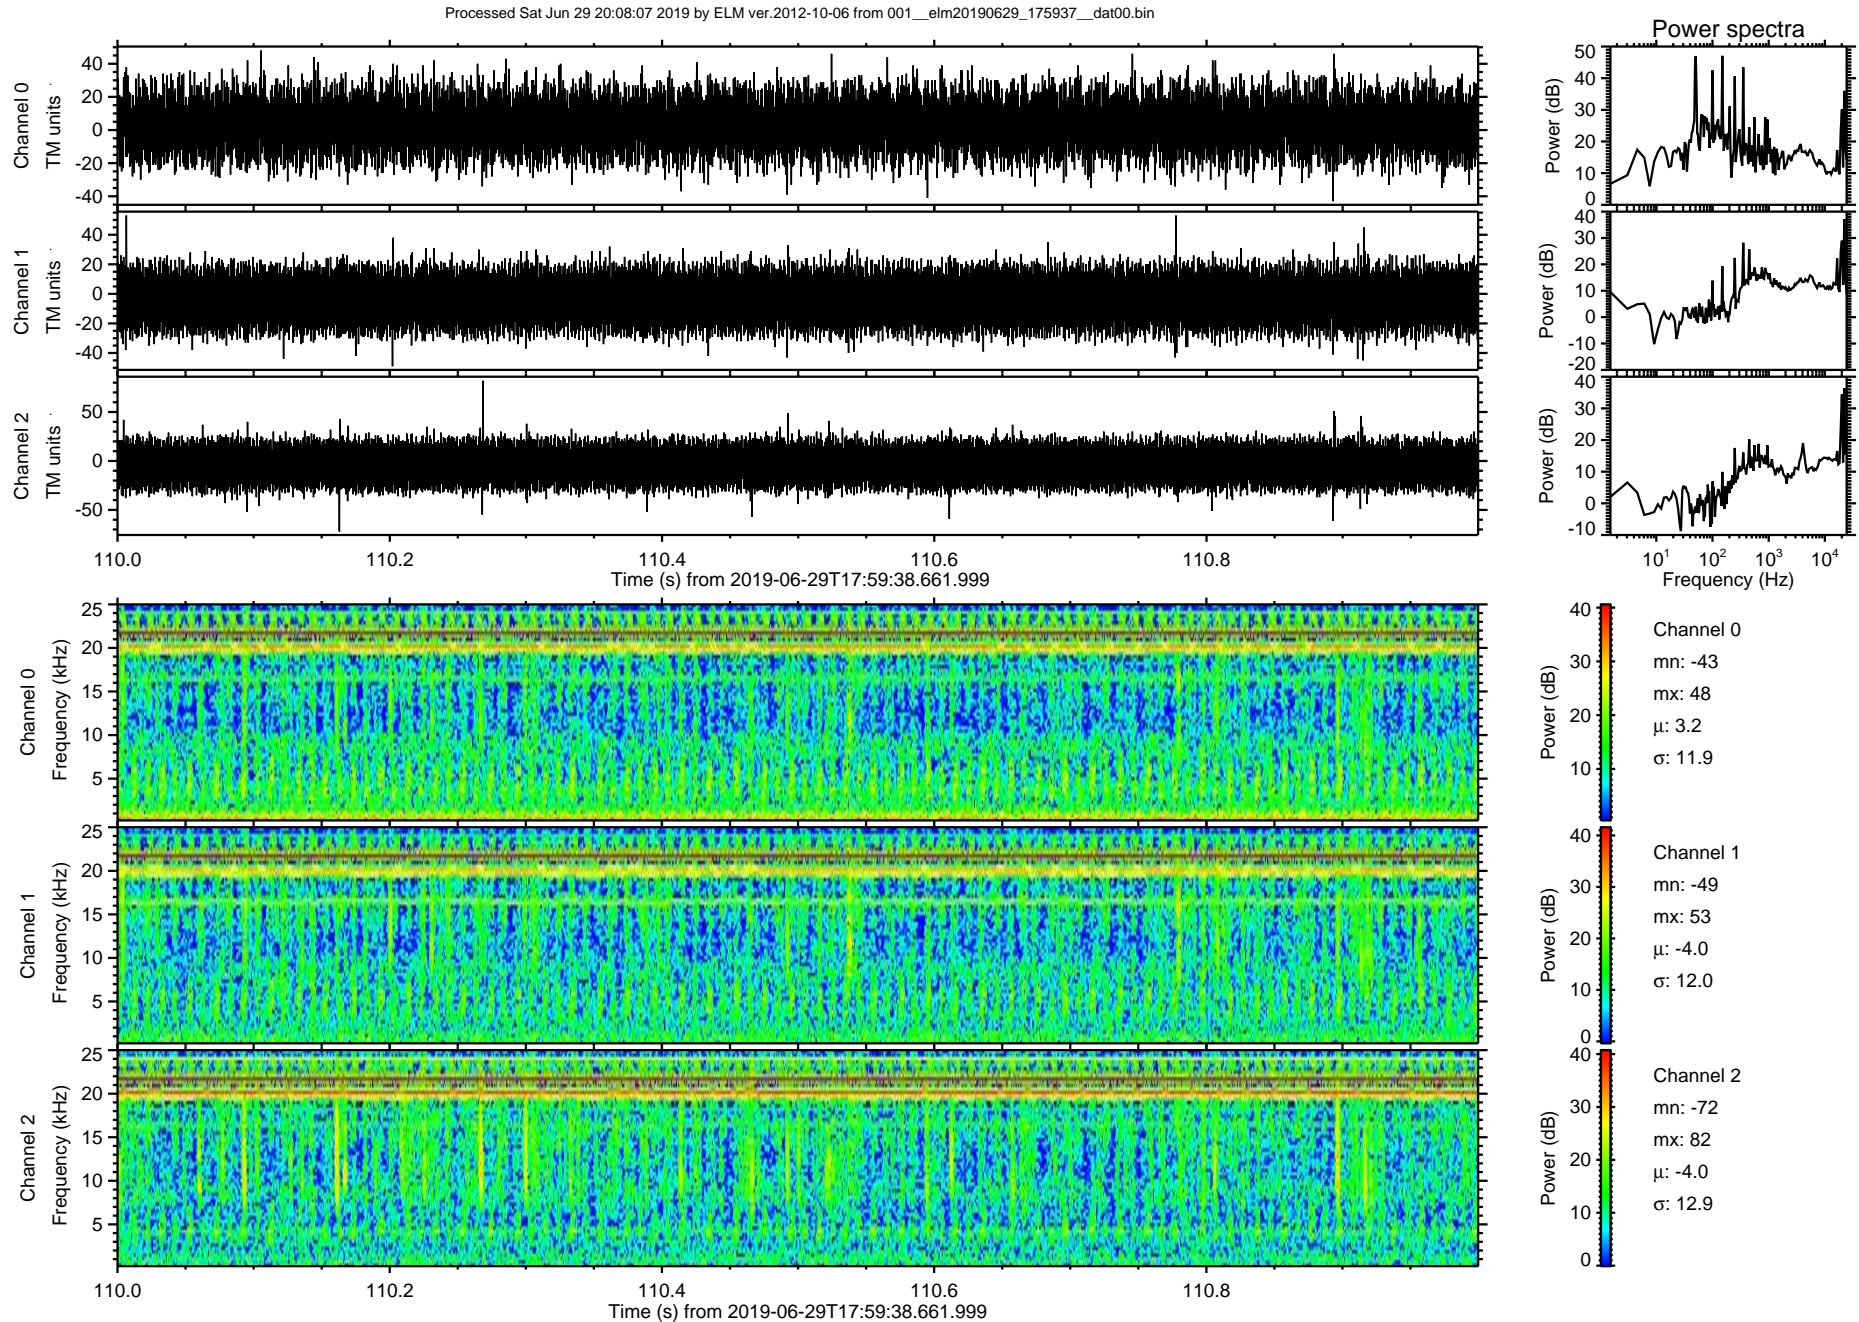 Processed Sat Jun 29 20:08:07 2019 by ELM ver.2012-10-06 from 001__elm20190629_175937__dat00.bin
Power spectra
Channel 0
TM units
40
20
0
-20
-40
Power (dB)
50
40
30
20
10
0
Channel 1
TM units
40
20
0
-20
-40
Power (dB)
40
30
20
10
0
-10
-20
Channel 2
TM units
50
0
-50
Power (dB)
40
30
20
10
0
-10
110.0 110.2 110.4 110.6 110.8
Time (s) from 2019-06-29T17:59:38.661.999
10¹ 10² 10³ 10⁴
Frequency (Hz)
Channel 0
Frequency (kHz)
25
20
15
10
5
Power (dB)
40
30
20
10
Channel 0
mn: -43
mx: 48
μ: 3.2
σ: 11.9
Channel 1
Frequency (kHz)
25
20
15
10
5
Power (dB)
40
30
20
10
0
Channel 1
mn: -49
mx: 53
μ: -4.0
σ: 12.0
Channel 2
Frequency (kHz)
25
20
15
10
5
Power (dB)
40
30
20
10
0
Channel 2
mn: -72
mx: 82
μ: -4.0
σ: 12.9
110.0 110.2 110.4 110.6 110.8
Time (s) from 2019-06-29T17:59:38.661.999